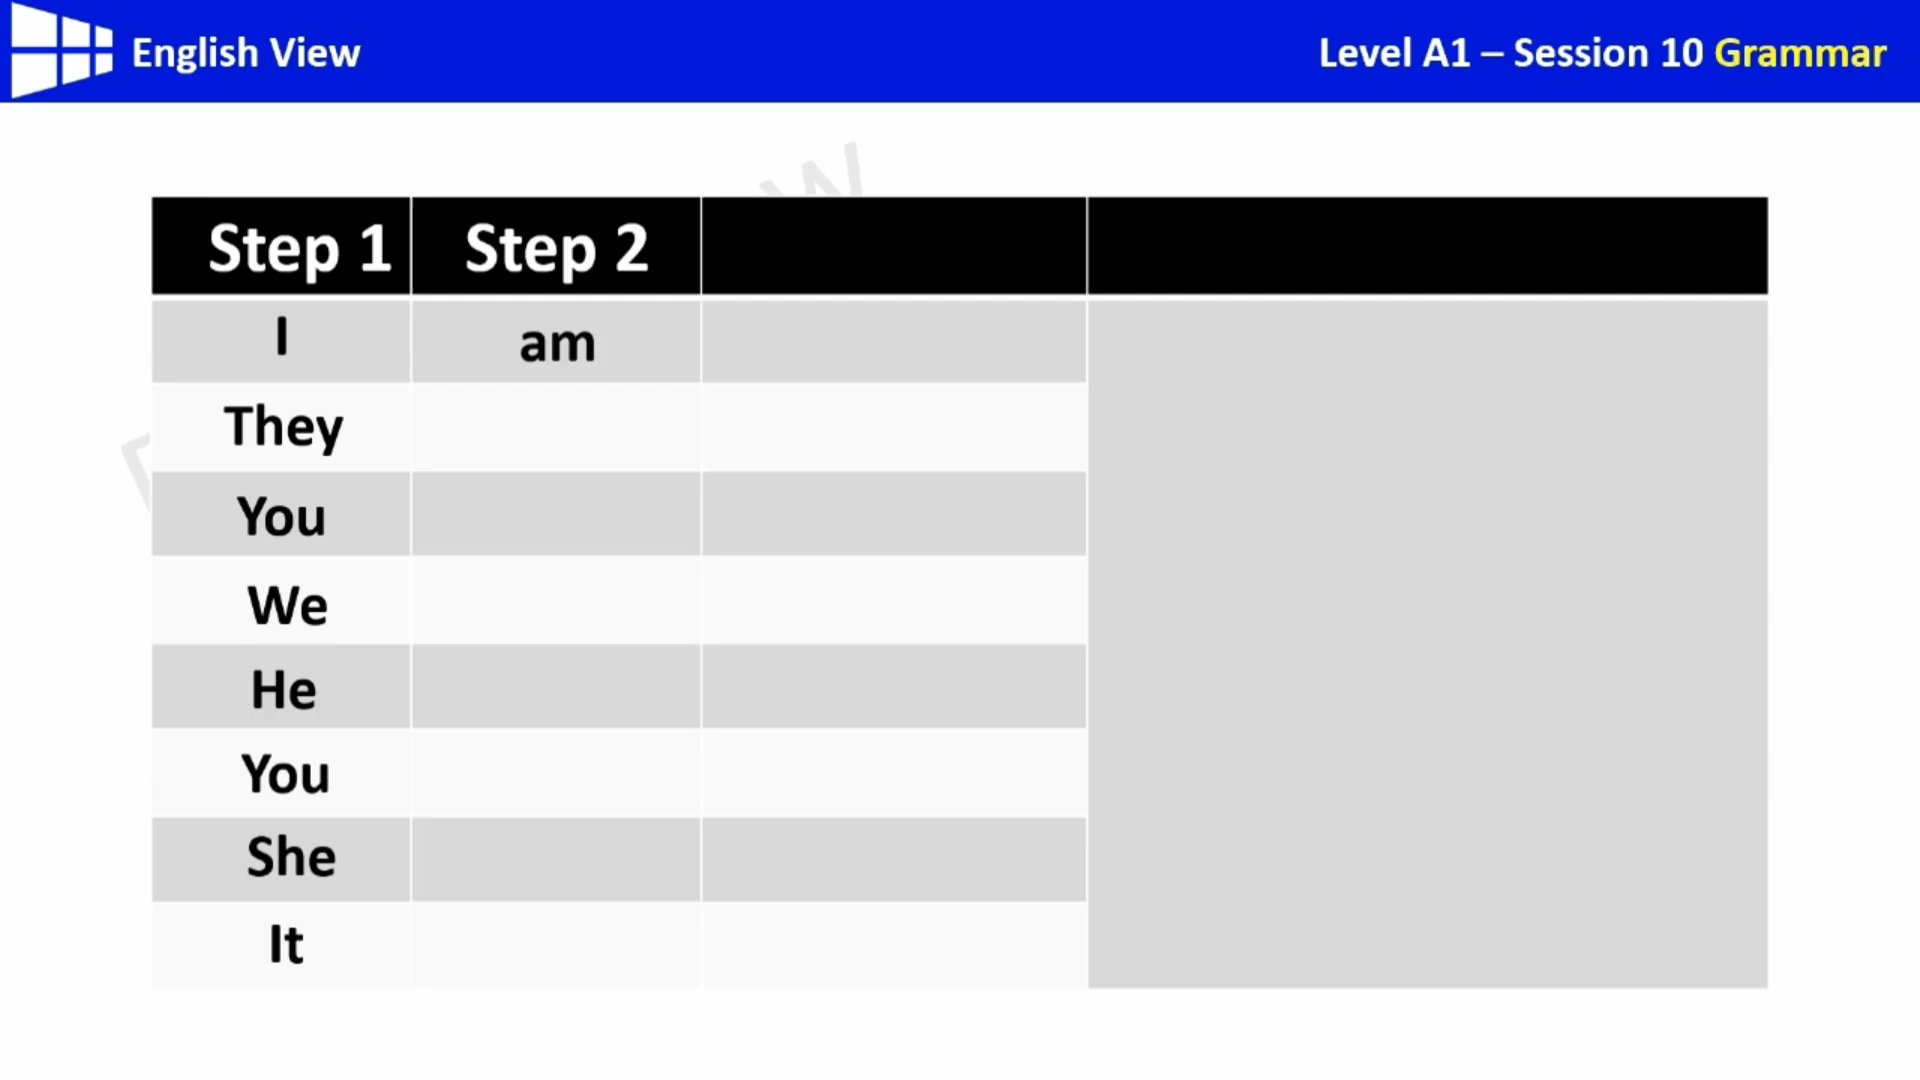 English View
Level A1 – Session 10 Grammar
Step 1 Step 2
I am
They
You
We
He
You
She
It